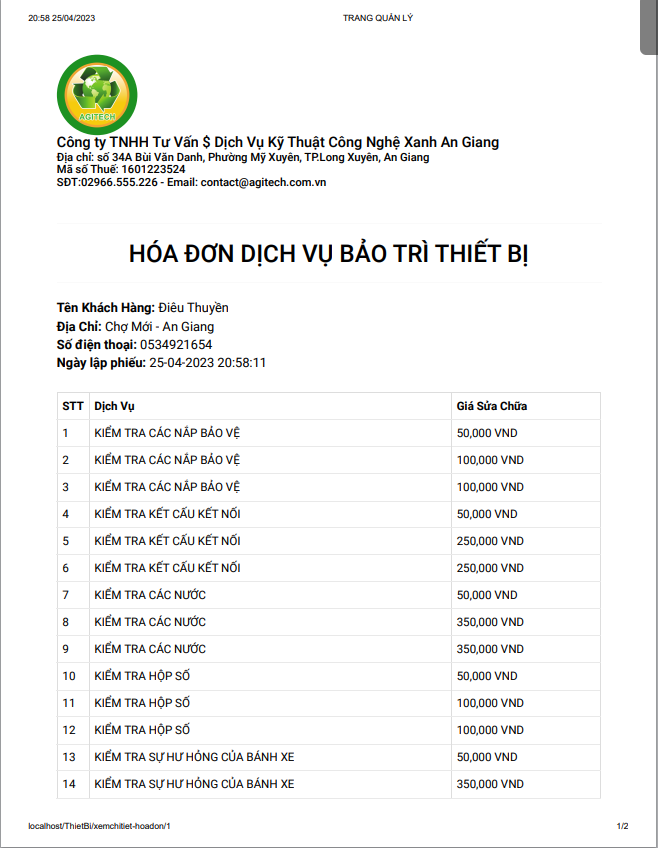 20:58 25/04/2023 TRANG QUẢN LÝ
AGITECH
Công ty TNHH Tư Vấn $ Dịch Vụ Kỹ Thuật Công Nghệ Xanh An Giang
Địa chỉ: số 34A Bùi Văn Danh, Phường Mỹ Xuyên, TP.Long Xuyên, An Giang
Mã số Thuế: 1601223524
SĐT:02966.555.226 - Email: contact@agitech.com.vn
HÓA ĐƠN DỊCH VỤ BẢO TRÌ THIẾT BỊ
Tên Khách Hàng: Điêu Thuyền
Địa Chỉ: Chợ Mới - An Giang
Số điện thoại: 0534921654
Ngày lập phiếu: 25-04-2023 20:58:11
STT Dịch Vụ Giá Sửa Chữa
1 KIỂM TRA CÁC NẮP BẢO VỆ 50,000 VND
2 KIỂM TRA CÁC NẮP BẢO VỆ 100,000 VND
3 KIỂM TRA CÁC NẮP BẢO VỆ 100,000 VND
4 KIỂM TRA KẾT CẤU KẾT NỐI 50,000 VND
5 KIỂM TRA KẾT CẤU KẾT NỐI 250,000 VND
6 KIỂM TRA KẾT CẤU KẾT NỐI 250,000 VND
7 KIỂM TRA CÁC NƯỚC 50,000 VND
8 KIỂM TRA CÁC NƯỚC 350,000 VND
9 KIỂM TRA CÁC NƯỚC 350,000 VND
10 KIỂM TRA HỘP SỐ 50,000 VND
11 KIỂM TRA HỘP SỐ 100,000 VND
12 KIỂM TRA HỘP SỐ 100,000 VND
13 KIỂM TRA SỰ HƯ HỎNG CỦA BÁNH XE 50,000 VND
14 KIỂM TRA SỰ HƯ HỎNG CỦA BÁNH XE 350,000 VND
localhost/ThietBi/xemchitiet-hoadon/1 1/2